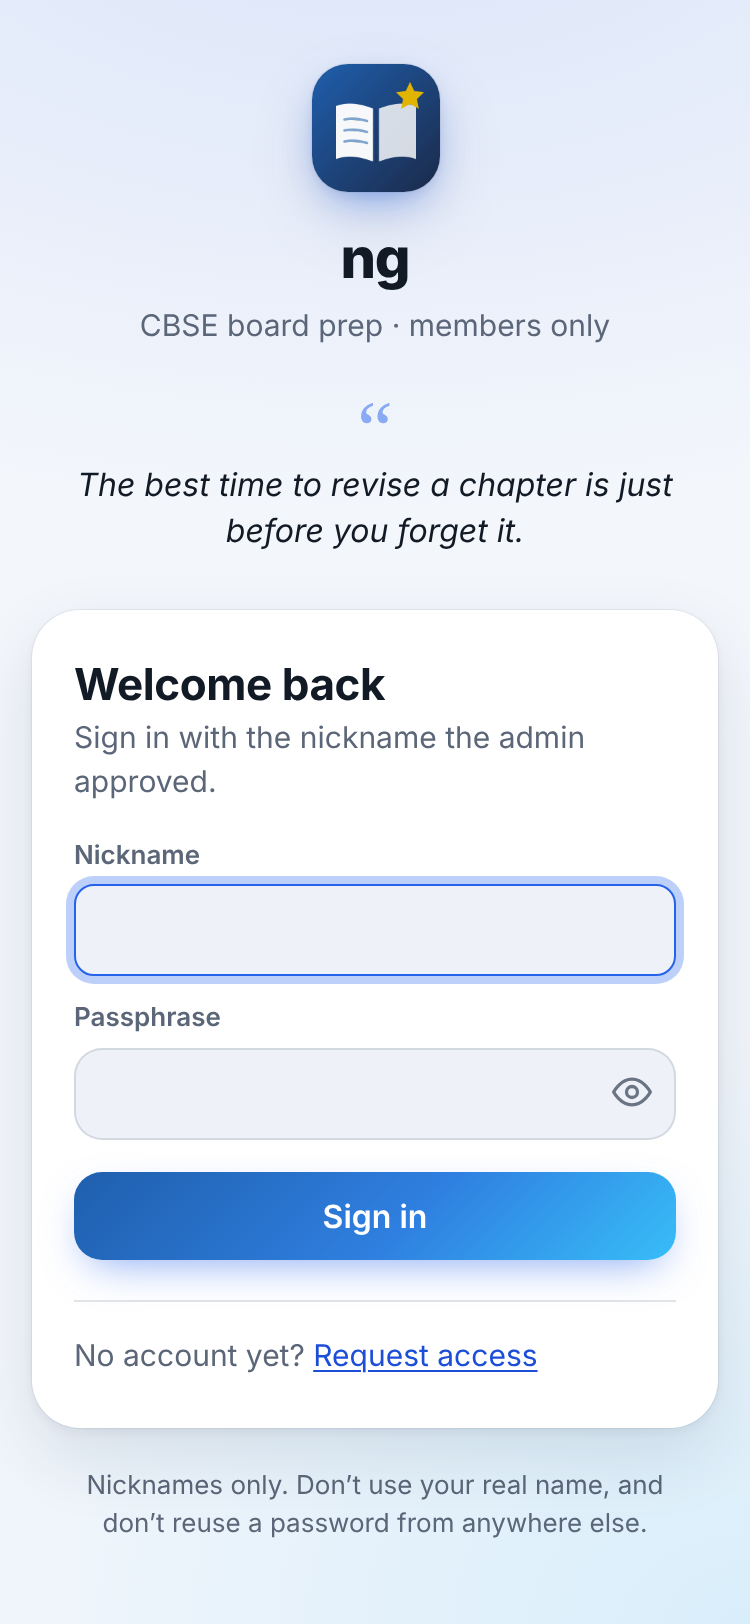 ng
CBSE board prep · members only
“
The best time to revise a chapter is just
before you forget it.
Welcome back
Sign in with the nickname the admin
approved.
Nickname
Passphrase
Sign in
No account yet? Request access
Nicknames only. Don’t use your real name, and
don’t reuse a password from anywhere else.